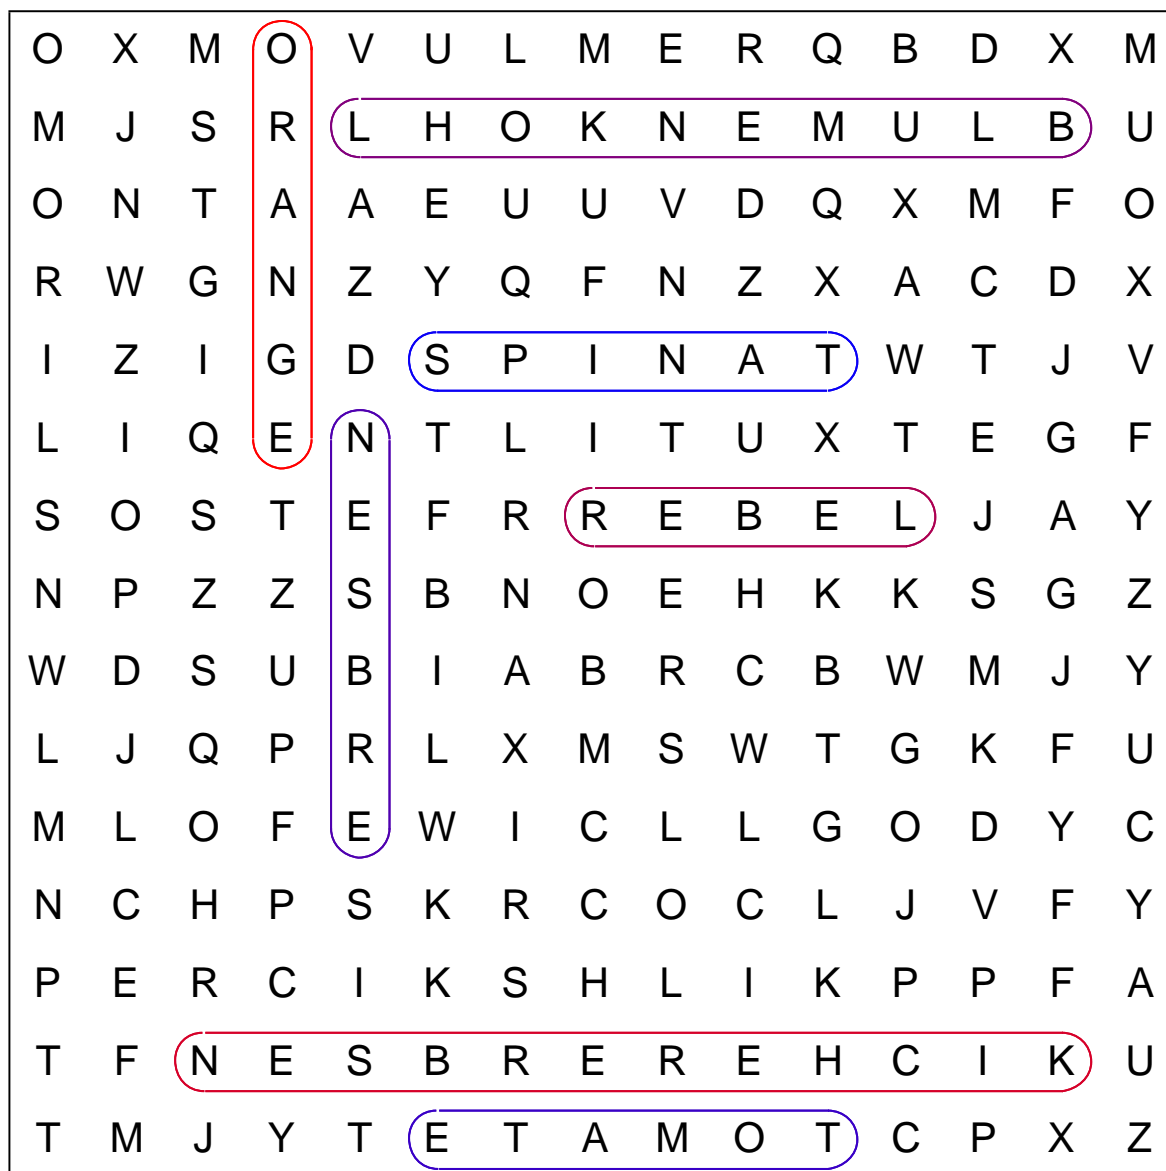 O X M O V U L M E R Q B D X M
M J S R L H O K N E M U L B U
O N T A A E U U V D Q X M F O
R W G N Z Y Q F N Z X A C D X
I Z I G D S P I N A T W T J V
L I Q E N T L I T U X T E G F
S O S T E F R R E B E L J A Y
N P Z Z S B N O E H K K S G Z
W D S U B I A B R C B W M J Y
L J Q P R L X M S W T G K F U
M L O F E W I C L L G O D Y C
N C H P S K R C O C L J V F Y
P E R C I K S H L I K P P F A
T F N E S B R E R E H C I K U
T M J Y T E T A M O T C P X Z